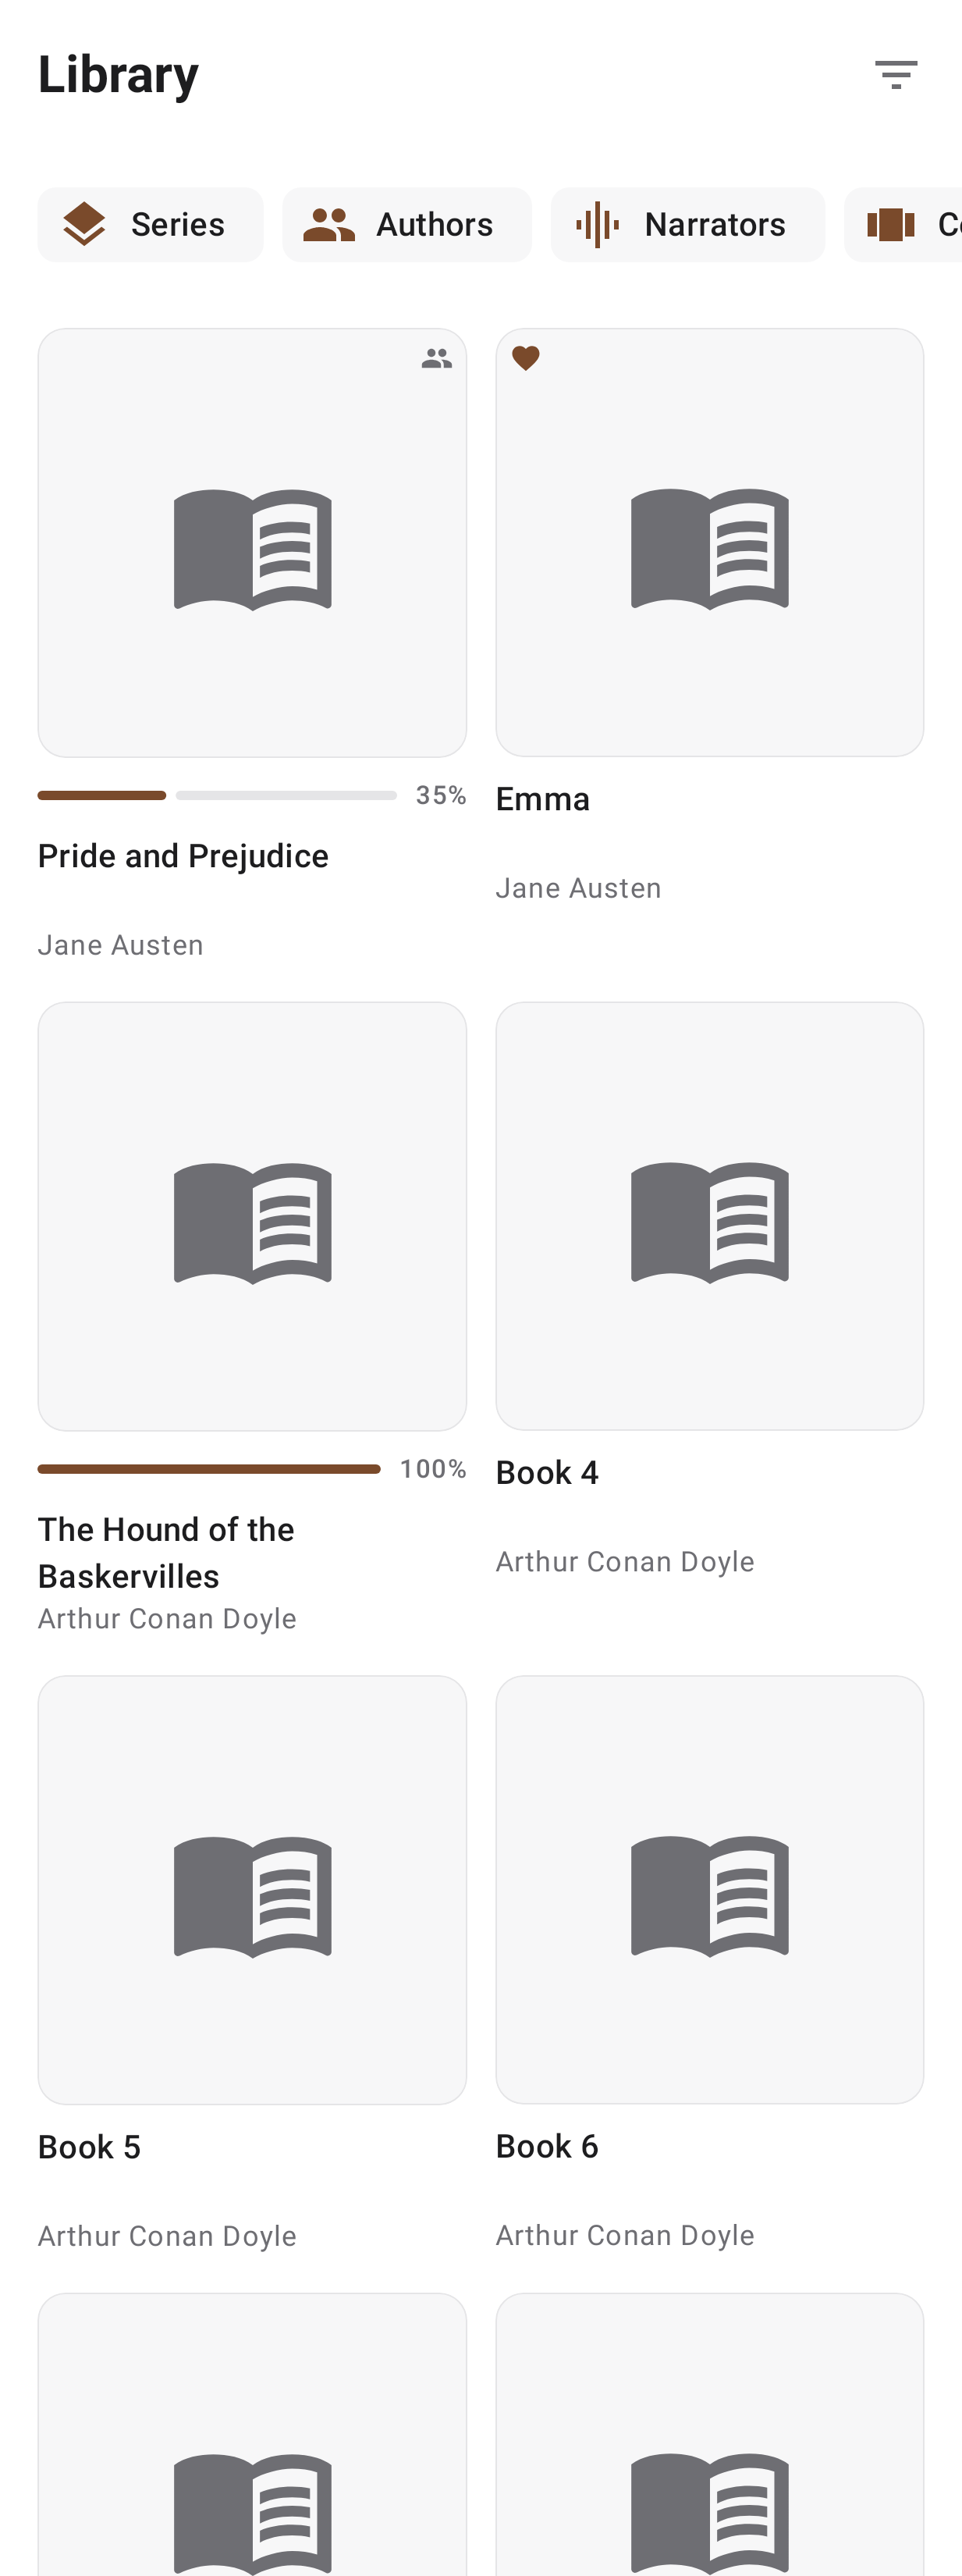 Library
Series
Authors
Narrators
35%
Pride and Prejudice
Jane Austen
Emma
Jane Austen
100%
The Hound of the
Baskervilles
Arthur Conan Doyle
Book 4
Arthur Conan Doyle
Book 5
Arthur Conan Doyle
Book 6
Arthur Conan Doyle